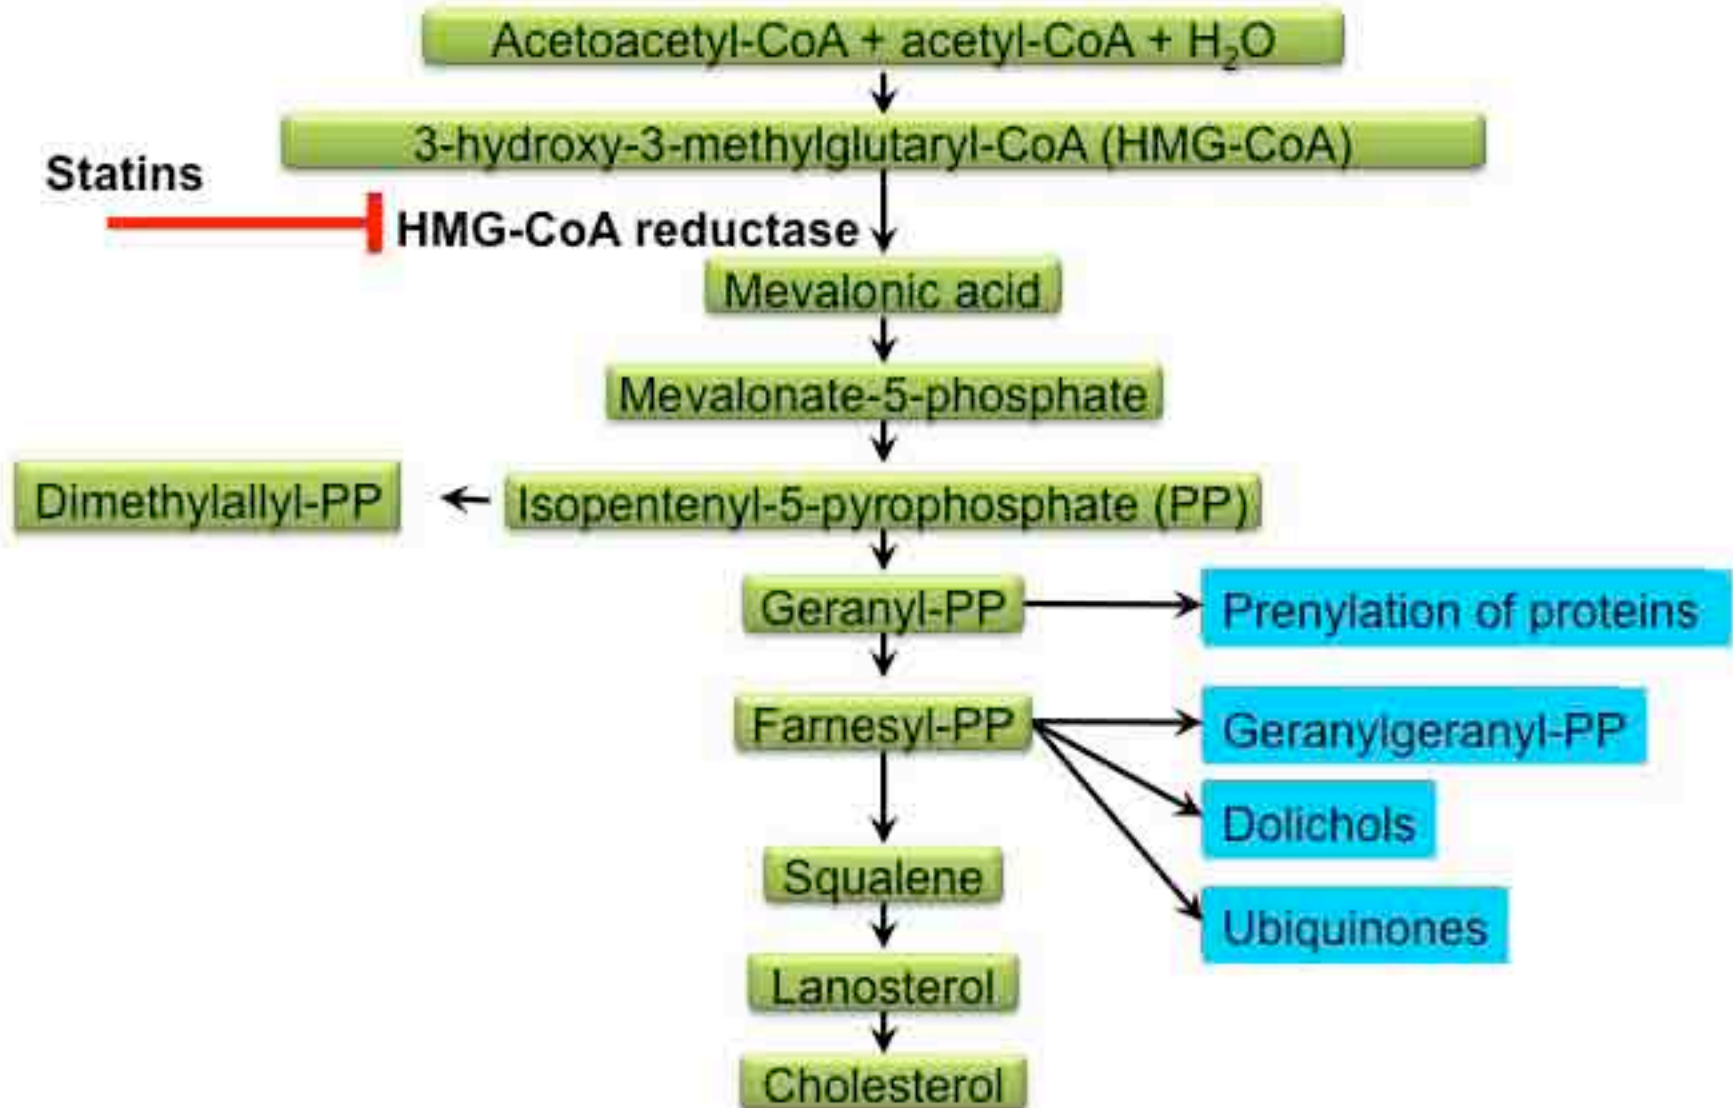 Acetoacetyl-CoA + acetyl-CoA + H₂O
3-hydroxy-3-methylglutaryl-CoA (HMG-CoA)
Statins
HMG-CoA reductase
Mevalonic acid
Mevalonate-5-phosphate
Dimethylallyl-PP
Isopentenyl-5-pyrophosphate (PP)
Geranyl-PP
Prenylation of proteins
Farnesyl-PP
Geranylgeranyl-PP
Dolichols
Squalene
Ubiquinones
Lanosterol
Cholesterol